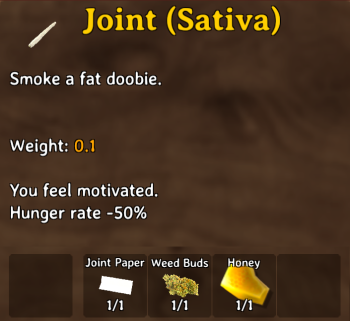 Joint (Sativa)
Smoke a fat doobie.
Weight: 0.1
You feel motivated.
Hunger rate -50%
Joint Paper Weed Buds Honey
1/1 1/1 1/1